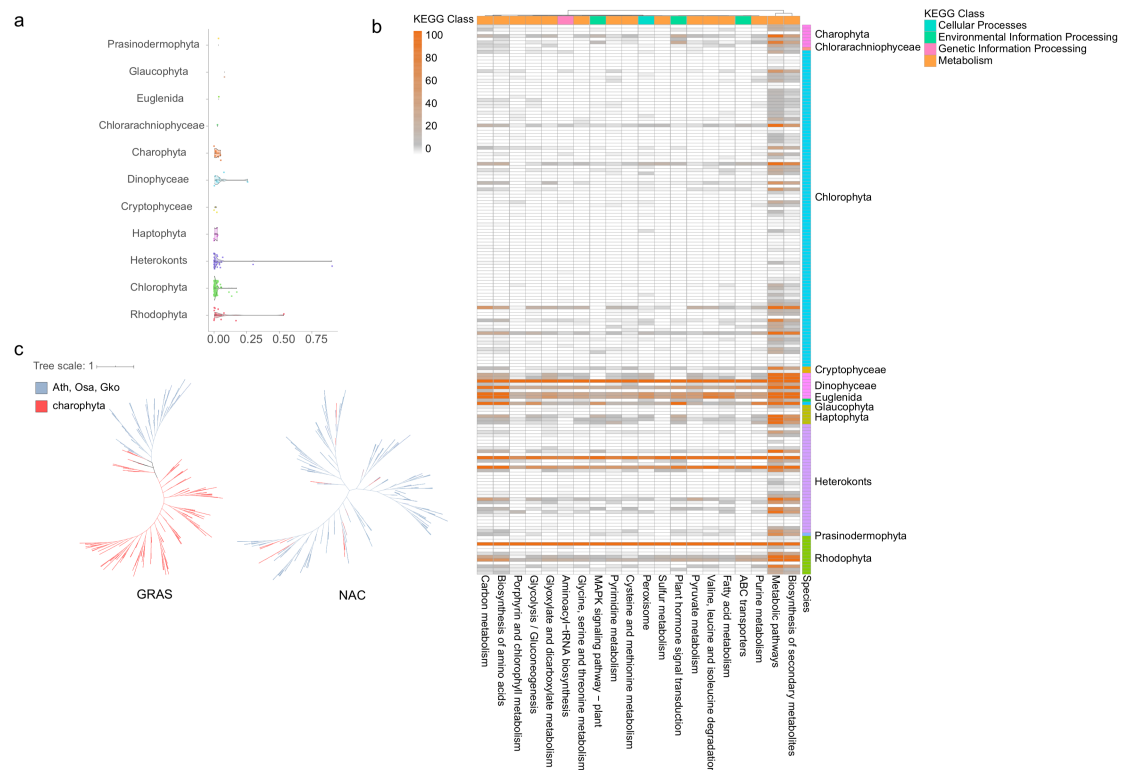 a
Prasinodermophyta
Glaucophyta
Euglenida
Chlorarachniophyceae
Charophyta
Dinophyceae
Cryptophyceae
Haptophyta
Heterokonts
Chlorophyta
Rhodophyta
0.00 0.25 0.50 0.75
b
KEGG Class
100
80
60
40
20
0
Charophyta
Chlorarachniophyceae
Chlorophyta
Cryptophyceae
Dinophyceae
Euglenida
Glaucophyta
Haptophyta
Heterokonts
Prasinodermophyta
Rhodophyta
KEGG Class
Cellular Processes
Environmental Information Processing
Genetic Information Processing
Metabolism
Carbon metabolism
Biosynthesis of amino acids
Porphyrin and chlorophyll metabolism
Glycolysis / Gluconeogenesis
Glyoxylate and dicarboxylate metabolism
Aminoacyl−tRNA biosynthesis
Glycine, serine and threonine metabolism
MAPK signaling pathway − plant
Pyrimidine metabolism
Cysteine and methionine metabolism
Peroxisome
Sulfur metabolism
Plant hormone signal transduction
Pyruvate metabolism
Valine, leucine and isoleucine degradation
Fatty acid metabolism
ABC transporters
Purine metabolism
Metabolic pathways
Biosynthesis of secondary metabolites
Species
c
Tree scale: 1
Ath, Osa, Gko
charophyta
GRAS
NAC